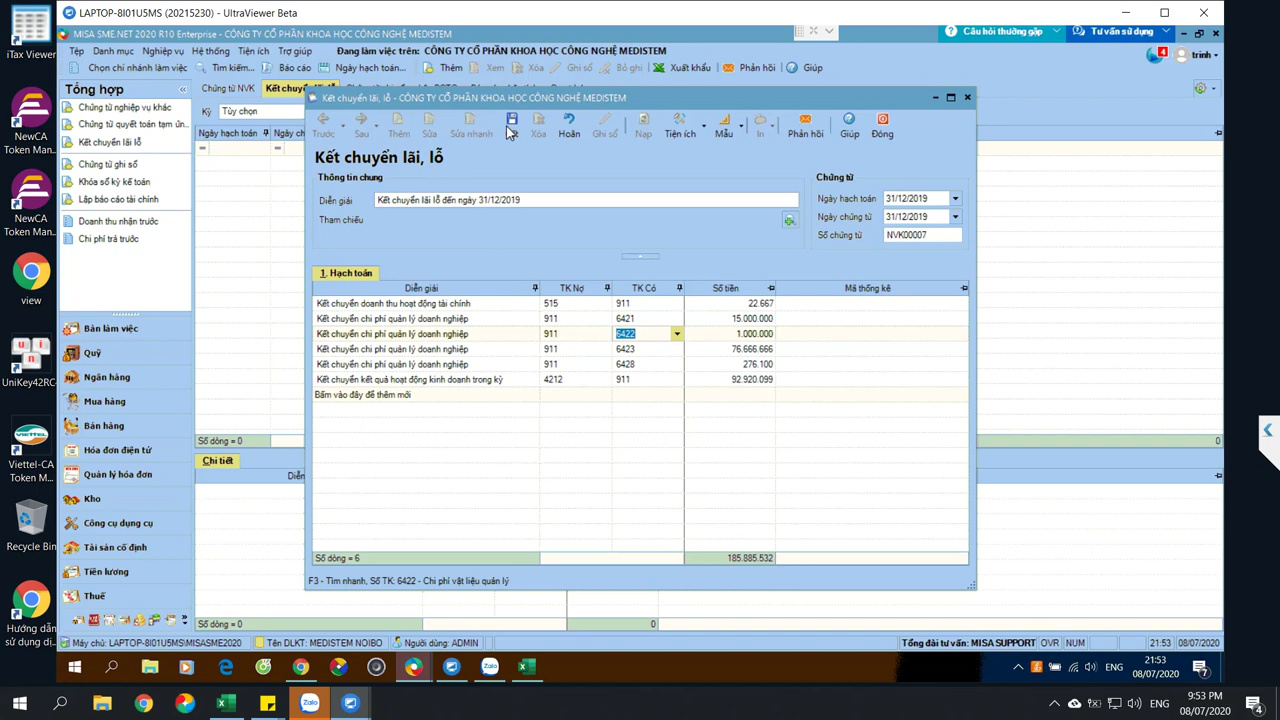 LAPTOP-8I01U5MS (20215230) - UltraViewer Beta
iTax Viewer
NewCA
Token Man...
NewCA
Token Man...
view
UniKey42RC...
Viettel-CA
Token M...
Recycle Bin
Hướng dẫn
sử dụng dị...
MISA SME.NET 2020 R10 Enterprise - CÔNG TY CỔ PHẦN KHOA HỌC CÔNG NGHỆ MEDISTEM
Câu hỏi thường gặp
Tư vấn sử dụng
Tệp Danh mục Nghiệp vụ Hệ thống Tiện ích Trợ giúp
Đang làm việc trên: CÔNG TY CỔ PHẦN KHOA HỌC CÔNG NGHỆ MEDISTEM
4 trinh
Chọn chi nhánh làm việc Tìm kiếm... Báo cáo Ngày hạch toán... Thêm Xem Xóa Ghi sổ Bỏ ghi Xuất khẩu Phản hồi Giúp
Tổng hợp
Chứng từ nghiệp vụ khác
Chứng từ quyết toán tạm ứn...
Kết chuyển lãi lỗ
Chứng từ ghi sổ
Khóa sổ kỳ kế toán
Lập báo cáo tài chính
Doanh thu nhận trước
Chi phí trả trước
Bàn làm việc
Quỹ
Ngân hàng
Mua hàng
Bán hàng
Hóa đơn điện tử
Quản lý hóa đơn
Kho
Công cụ dụng cụ
Tài sản cố định
Tiền lương
Thuế
Chứng từ NVK
Kỳ Tùy chọn
Ngày hạch toán
Số dòng = 0 0
Chi tiết
Số dòng = 0 0
Kết chuyển lãi, lỗ - CÔNG TY CỔ PHẦN KHOA HỌC CÔNG NGHỆ MEDISTEM
Trước Sau Thêm Sửa Sửa nhanh Xóa Hoãn Ghi sổ Nạp Tiện ích Mẫu In Phản hồi Giúp Đóng
Kết chuyển lãi, lỗ
Thông tin chung
Diễn giải Kết chuyển lãi lỗ đến ngày 31/12/2019
Tham chiếu
Chứng từ
Ngày hạch toán 31/12/2019
Ngày chứng từ 31/12/2019
Số chứng từ NVK00007
1. Hạch toán
Diễn giải TK Nợ TK Có Số tiền Mã thống kê
Kết chuyển doanh thu hoạt động tài chính 515 911 22.667
Kết chuyển chi phí quản lý doanh nghiệp 911 6421 15.000.000
Kết chuyển chi phí quản lý doanh nghiệp 911 6422 1.000.000
Kết chuyển chi phí quản lý doanh nghiệp 911 6423 76.666.666
Kết chuyển chi phí quản lý doanh nghiệp 911 6428 276.100
Kết chuyển kết quả hoạt động kinh doanh trong kỳ 4212 911 92.920.099
Bấm vào đây để thêm mới
Số dòng = 6 185.885.532
F3 - Tìm nhanh, Số TK: 6422 - Chi phí vật liệu quản lý
Máy chủ: LAPTOP-8I01U5MS\MISASME2020 Tên DLKT: MEDISTEM NOIBO Người dùng: ADMIN Tổng đài tư vấn: MISA SUPPORT OVR NUM 21:53 08/07/2020
ENG 21:53
08/07/2020
7
ENG 9:53 PM
08/07/2020
4